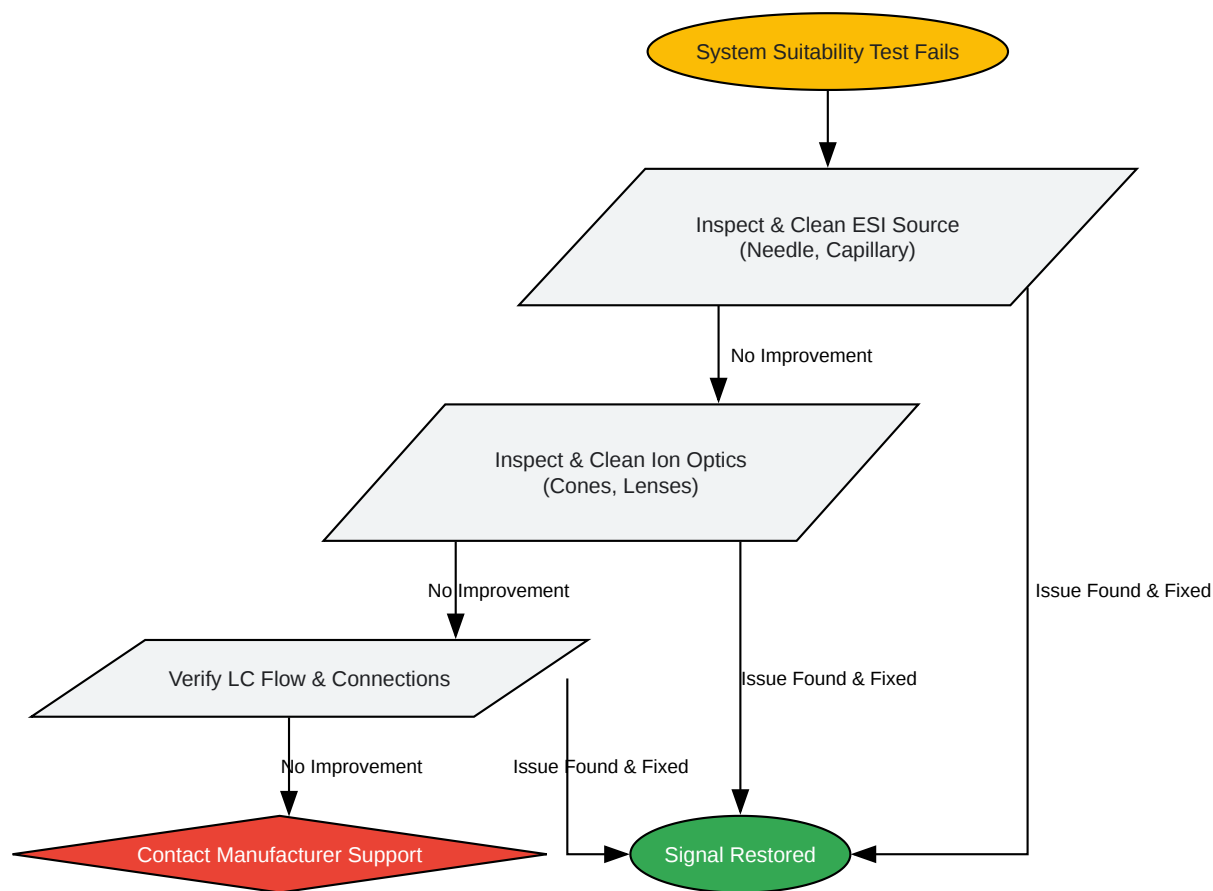 System Suitability Test Fails
Inspect & Clean ESI Source
(Needle, Capillary)
No Improvement
Inspect & Clean Ion Optics
(Cones, Lenses)
No Improvement
Issue Found & Fixed
Verify LC Flow & Connections
Issue Found & Fixed
No Improvement
Issue Found & Fixed
Contact Manufacturer Support
Signal Restored